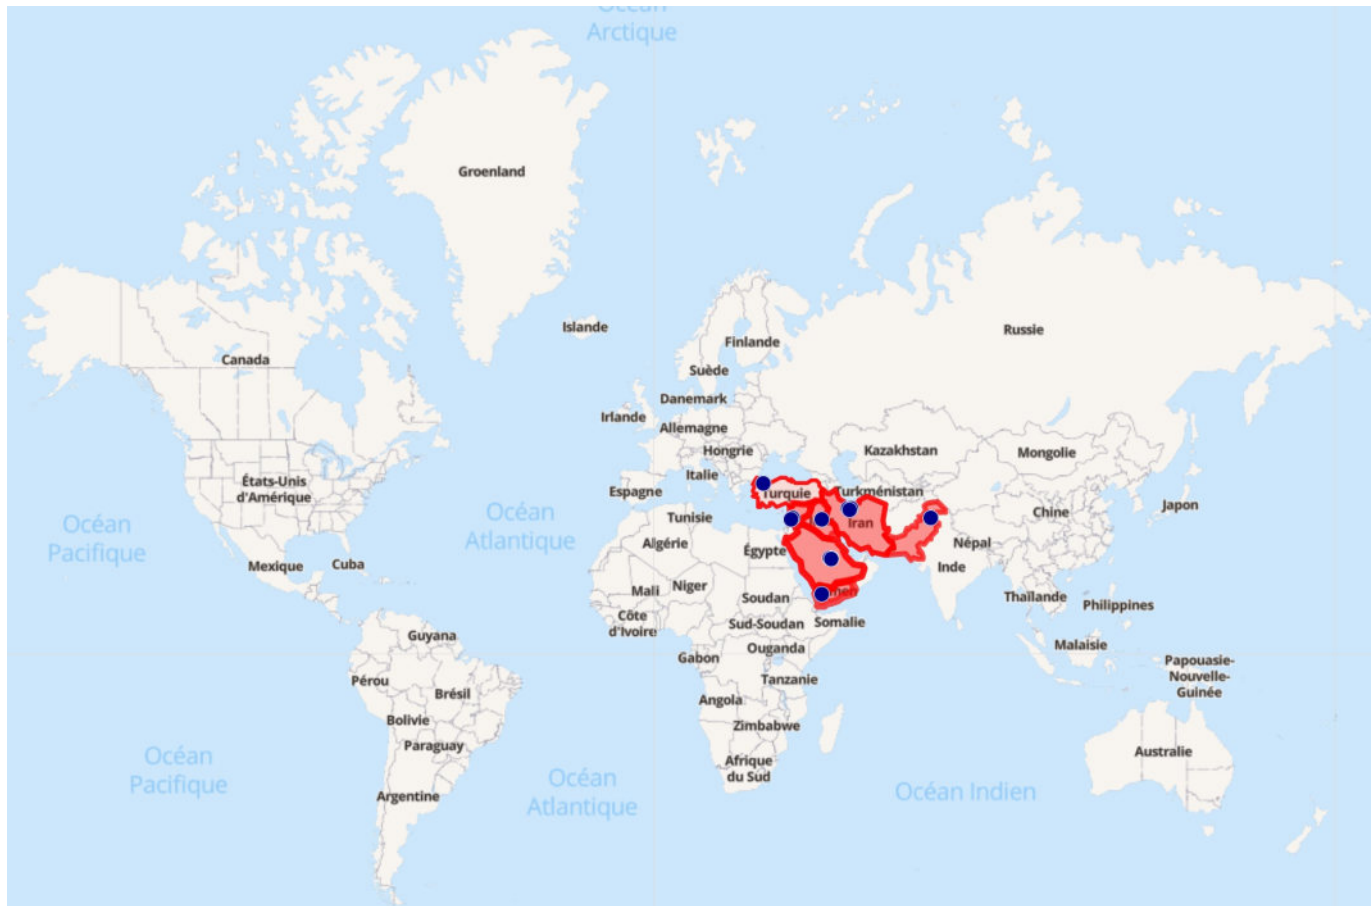 Océan
Arctique
Groenland
Islande
Russie
Finlande
Canada
Suède
Danemark
Irlande
Allemagne
Hongrie
Kazakhstan
Mongolie
Italie
États-Unis
d'Amérique
Espagne
Turquie
Turkménistan
Japon
Chine
Océan
Pacifique
Océan
Atlantique
Tunisie
Iran
Algérie
Égypte
Népal
Mexique
Cuba
Inde
Mali
Niger
Soudan
Thaïlande
Philippines
Côte
d'Ivoire
Sud-Soudan
Somalie
Guyana
Ouganda
Malaisie
Gabon
Papouasie-
Nouvelle-
Guinée
Pérou
Brésil
Tanzanie
Angola
Bolivie
Zimbabwe
Paraguay
Australie
Océan
Pacifique
Afrique
du Sud
Océan
Atlantique
Océan Indien
Argentine